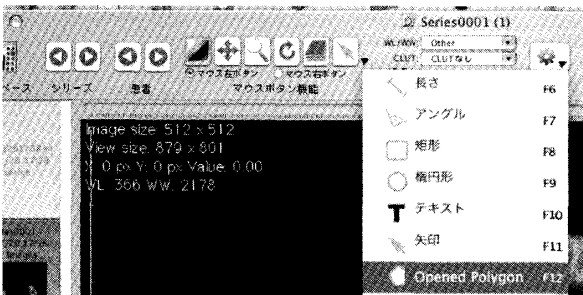 Series0001 (1)
WL/WW: Other
CLUT: CLUTなし
ベース シリーズ 患者 マウスボタン機能
マウス左ボタン マウス右ボタン
Image size: 512 x 512
View size: 879 x 801
X: 0 px Y: 0 px Value: 0.00
WL: 366 WW: 2178
長さ F6
アングル F7
矩形 F8
楕円形 F9
テキスト F10
矢印 F11
Opened Polygon F12